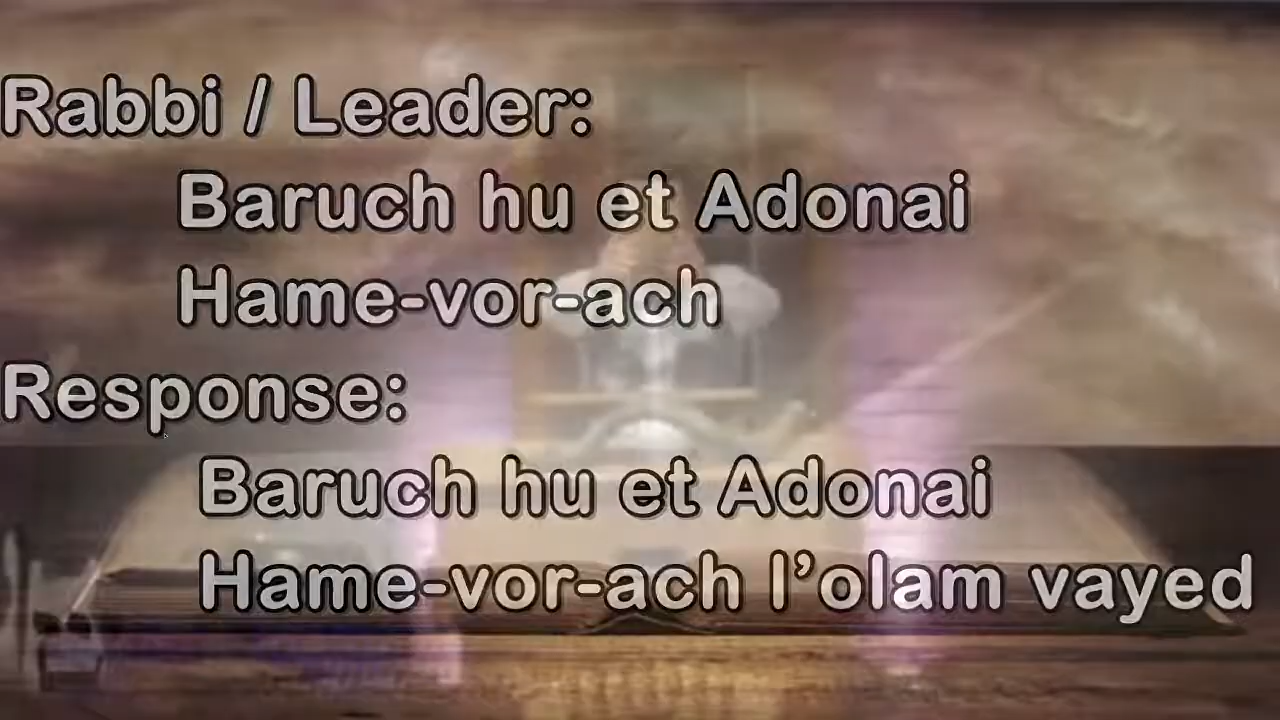 Rabbi / Leader:
Baruch hu et Adonai
Hame-vor-ach
Response:
Baruch hu et Adonai
Hame-vor-ach l’olam vayed